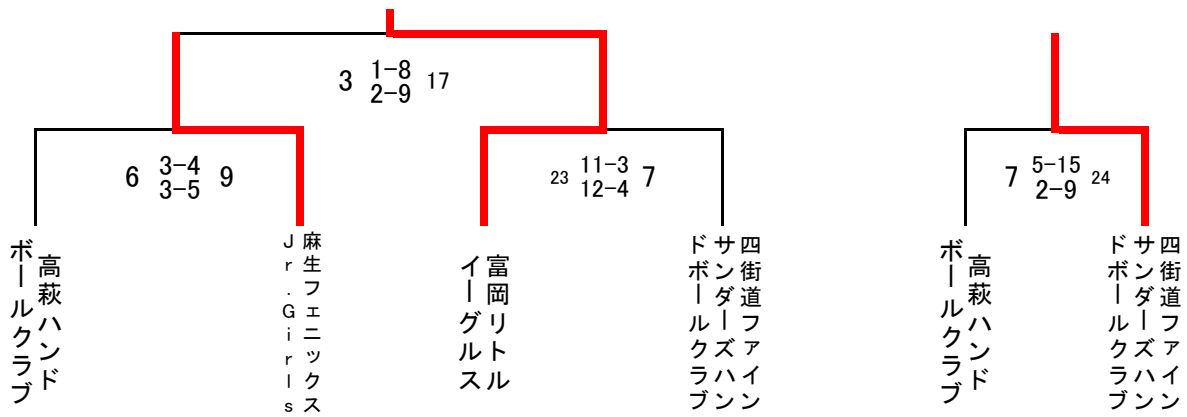 3 1-8 17
2-9
6 3-4 9
3-5
23 11-3 7
12-4
7 5-15 24
2-9
高萩ハンド
ボールクラブ
麻生フェニックス
Jr.Girls
富岡リトル
イーグルス
四街道ファイン
サンダーズハン
ドボールクラブ
高萩ハンド
ボールクラブ
四街道ファイン
サンダーズハン
ドボールクラブ